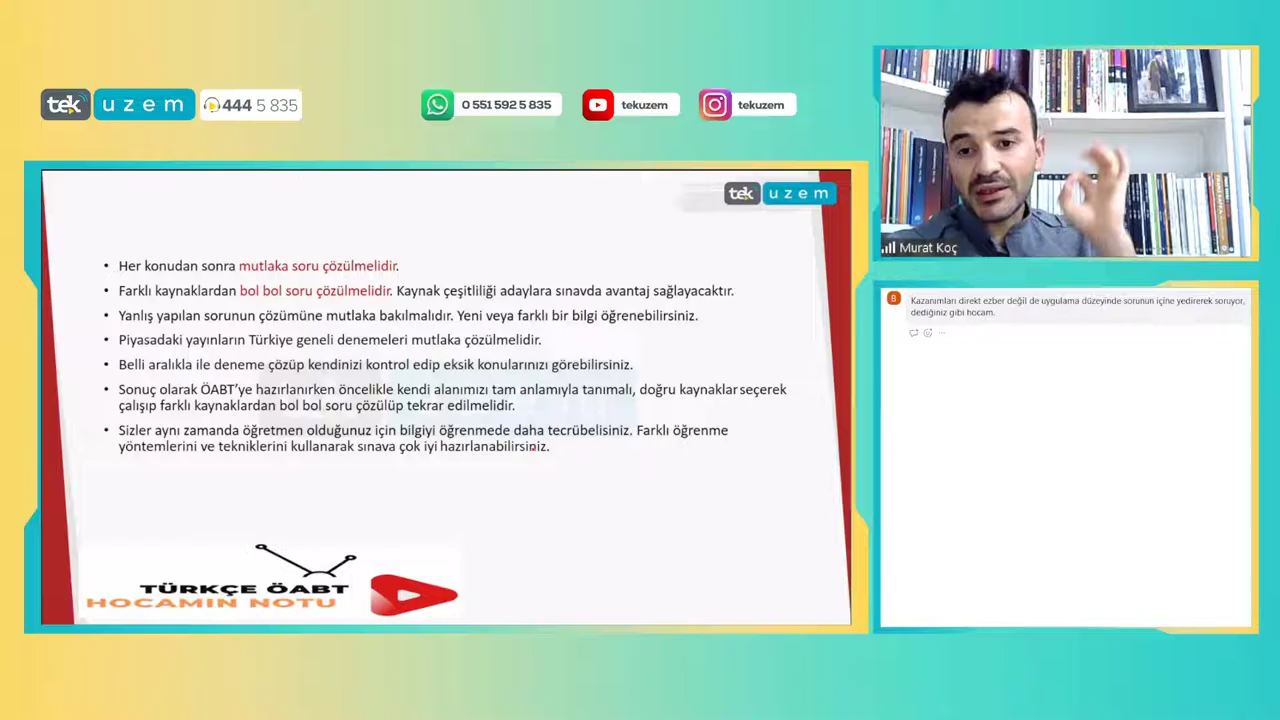 tek uzem 444 5 835
0 551 592 5 835
tekuzem
tekuzem
tek uzem
• Her konudan sonra mutlaka soru çözülmelidir.
• Farklı kaynaklardan bol bol soru çözülmelidir. Kaynak çeşitliliği adaylara sınavda avantaj sağlayacaktır.
• Yanlış yapılan sorunun çözümüne mutlaka bakılmalıdır. Yeni veya farklı bir bilgi öğrenebilirsiniz.
• Piyasadaki yayınların Türkiye geneli denemeleri mutlaka çözülmelidir.
• Belli aralıkla ile deneme çözüp kendinizi kontrol edip eksik konularınızı görebilirsiniz.
• Sonuç olarak ÖABT'ye hazırlanırken öncelikle kendi alanımızı tam anlamıyla tanımalı, doğru kaynaklar seçerek
çalışıp farklı kaynaklardan bol bol soru çözülüp tekrar edilmelidir.
• Sizler aynı zamanda öğretmen olduğunuz için bilgiyi öğrenmede daha tecrübelisiniz. Farklı öğrenme
yöntemlerini ve tekniklerini kullanarak sınava çok iyi hazırlanabilirsiniz.
TÜRKÇE ÖABT
HOCAMIN NOTU
Murat Koç
B
Kazanımları direkt ezber değil de uygulama düzeyinde sorunun içine yedirerek soruyor,
dediğiniz gibi hocam.